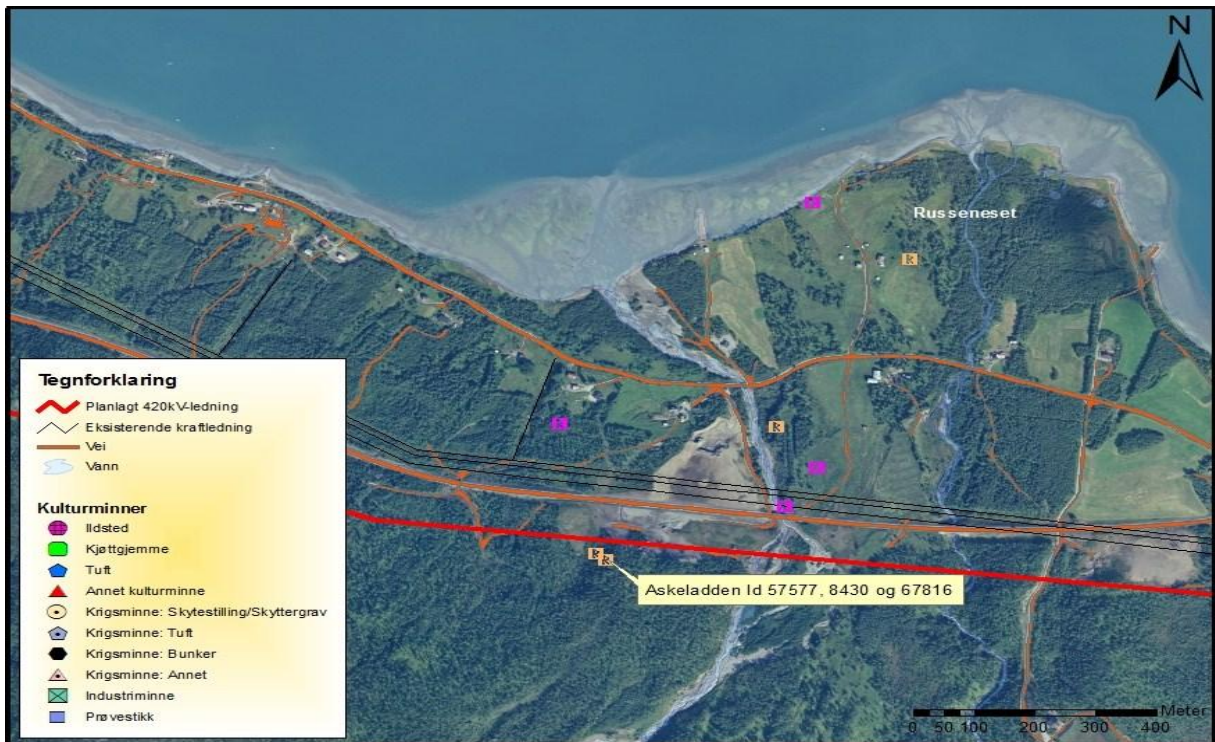 N
Russeneset
Tegnforklaring
Planlagt 420kV-ledning
Eksisterende kraftledning
Vei
Vann
Kulturminner
Ildsted
Kjøttgjemme
Tuft
Annet kulturminne
Krigsminne: Skytestilling/Skyttergrav
Krigsminne: Tuft
Krigsminne: Bunker
Krigsminne: Annet
Industriminne
Prøvestikk
k
k
k k
Askeladden Id 57577, 8430 og 67816
Meter
0 50 100 200 300 400